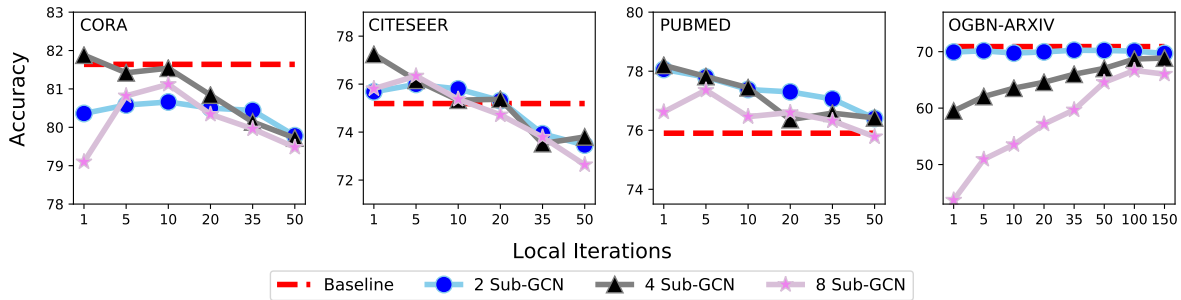 CORA
CITESEER
PUBMED
OGBN-ARXIV
Accuracy
83
82
81
80
79
78
1 5 10 20 35 50
78
76
74
72
1 5 10 20 35 50
80
78
76
74
1 5 10 20 35 50
70
60
50
1 5 10 20 35 50 100 150
Local Iterations
Baseline 2 Sub-GCN 4 Sub-GCN 8 Sub-GCN